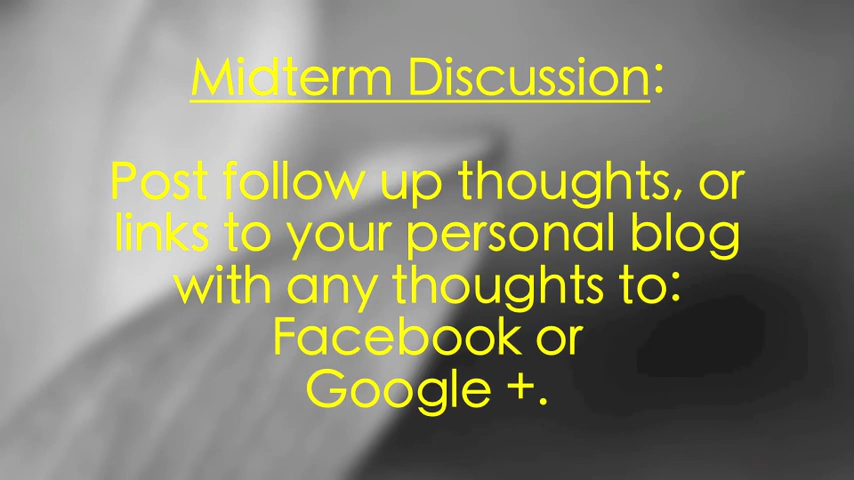 Midterm Discussion:
Post follow up thoughts, or
links to your personal blog
with any thoughts to:
Facebook or
Google +.